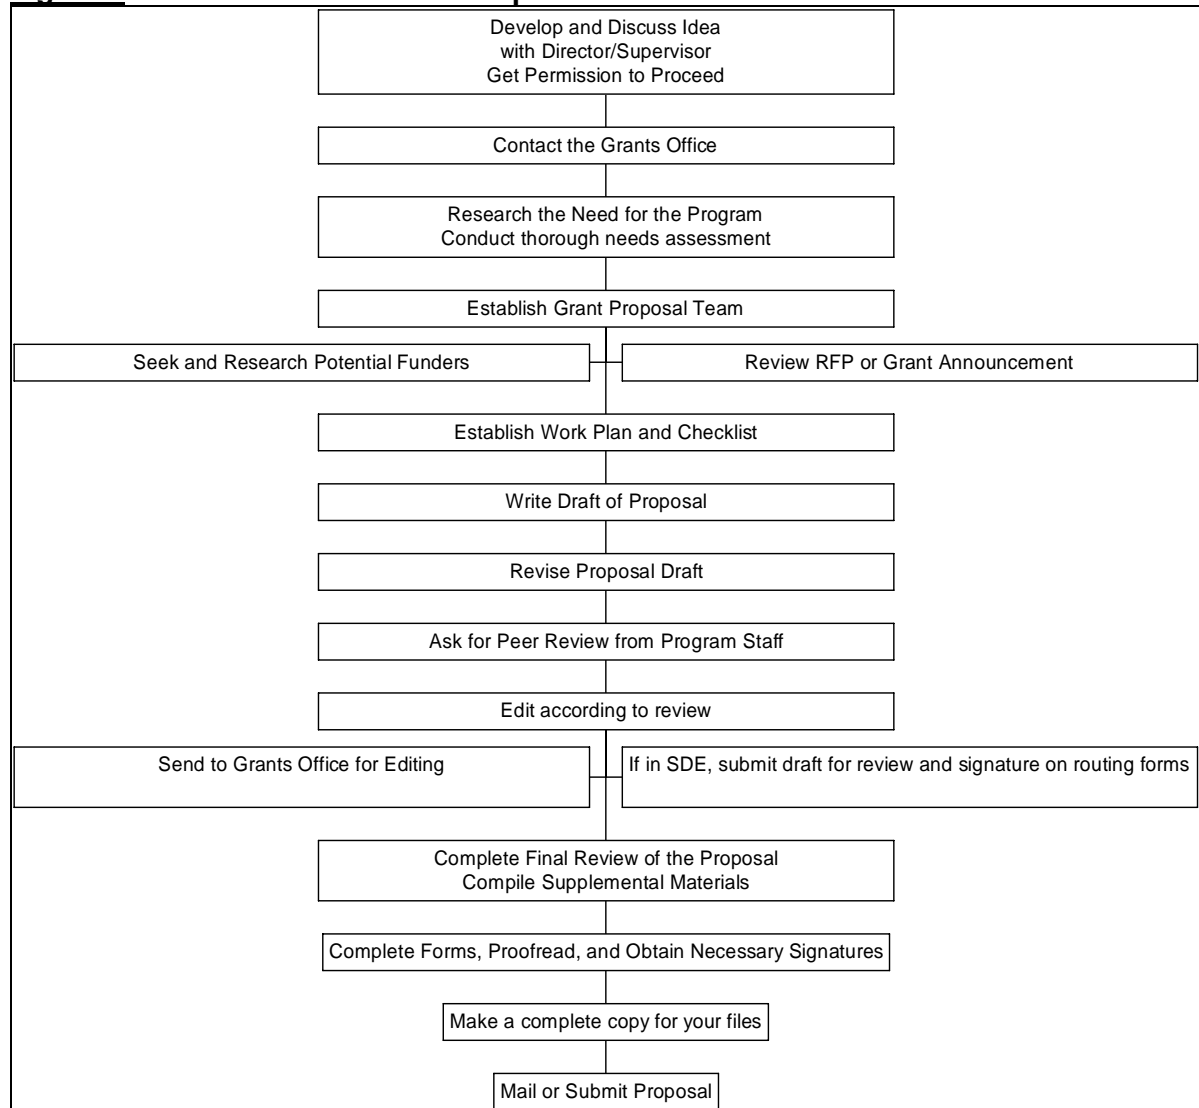 Develop and Discuss Idea
with Director/Supervisor
Get Permission to Proceed
Contact the Grants Office
Research the Need for the Program
Conduct thorough needs assessment
Establish Grant Proposal Team
Seek and Research Potential Funders
Review RFP or Grant Announcement
Establish Work Plan and Checklist
Write Draft of Proposal
Revise Proposal Draft
Ask for Peer Review from Program Staff
Edit according to review
Send to Grants Office for Editing
If in SDE, submit draft for review and signature on routing forms
Complete Final Review of the Proposal
Compile Supplemental Materials
Complete Forms, Proofread, and Obtain Necessary Signatures
Make a complete copy for your files
Mail or Submit Proposal